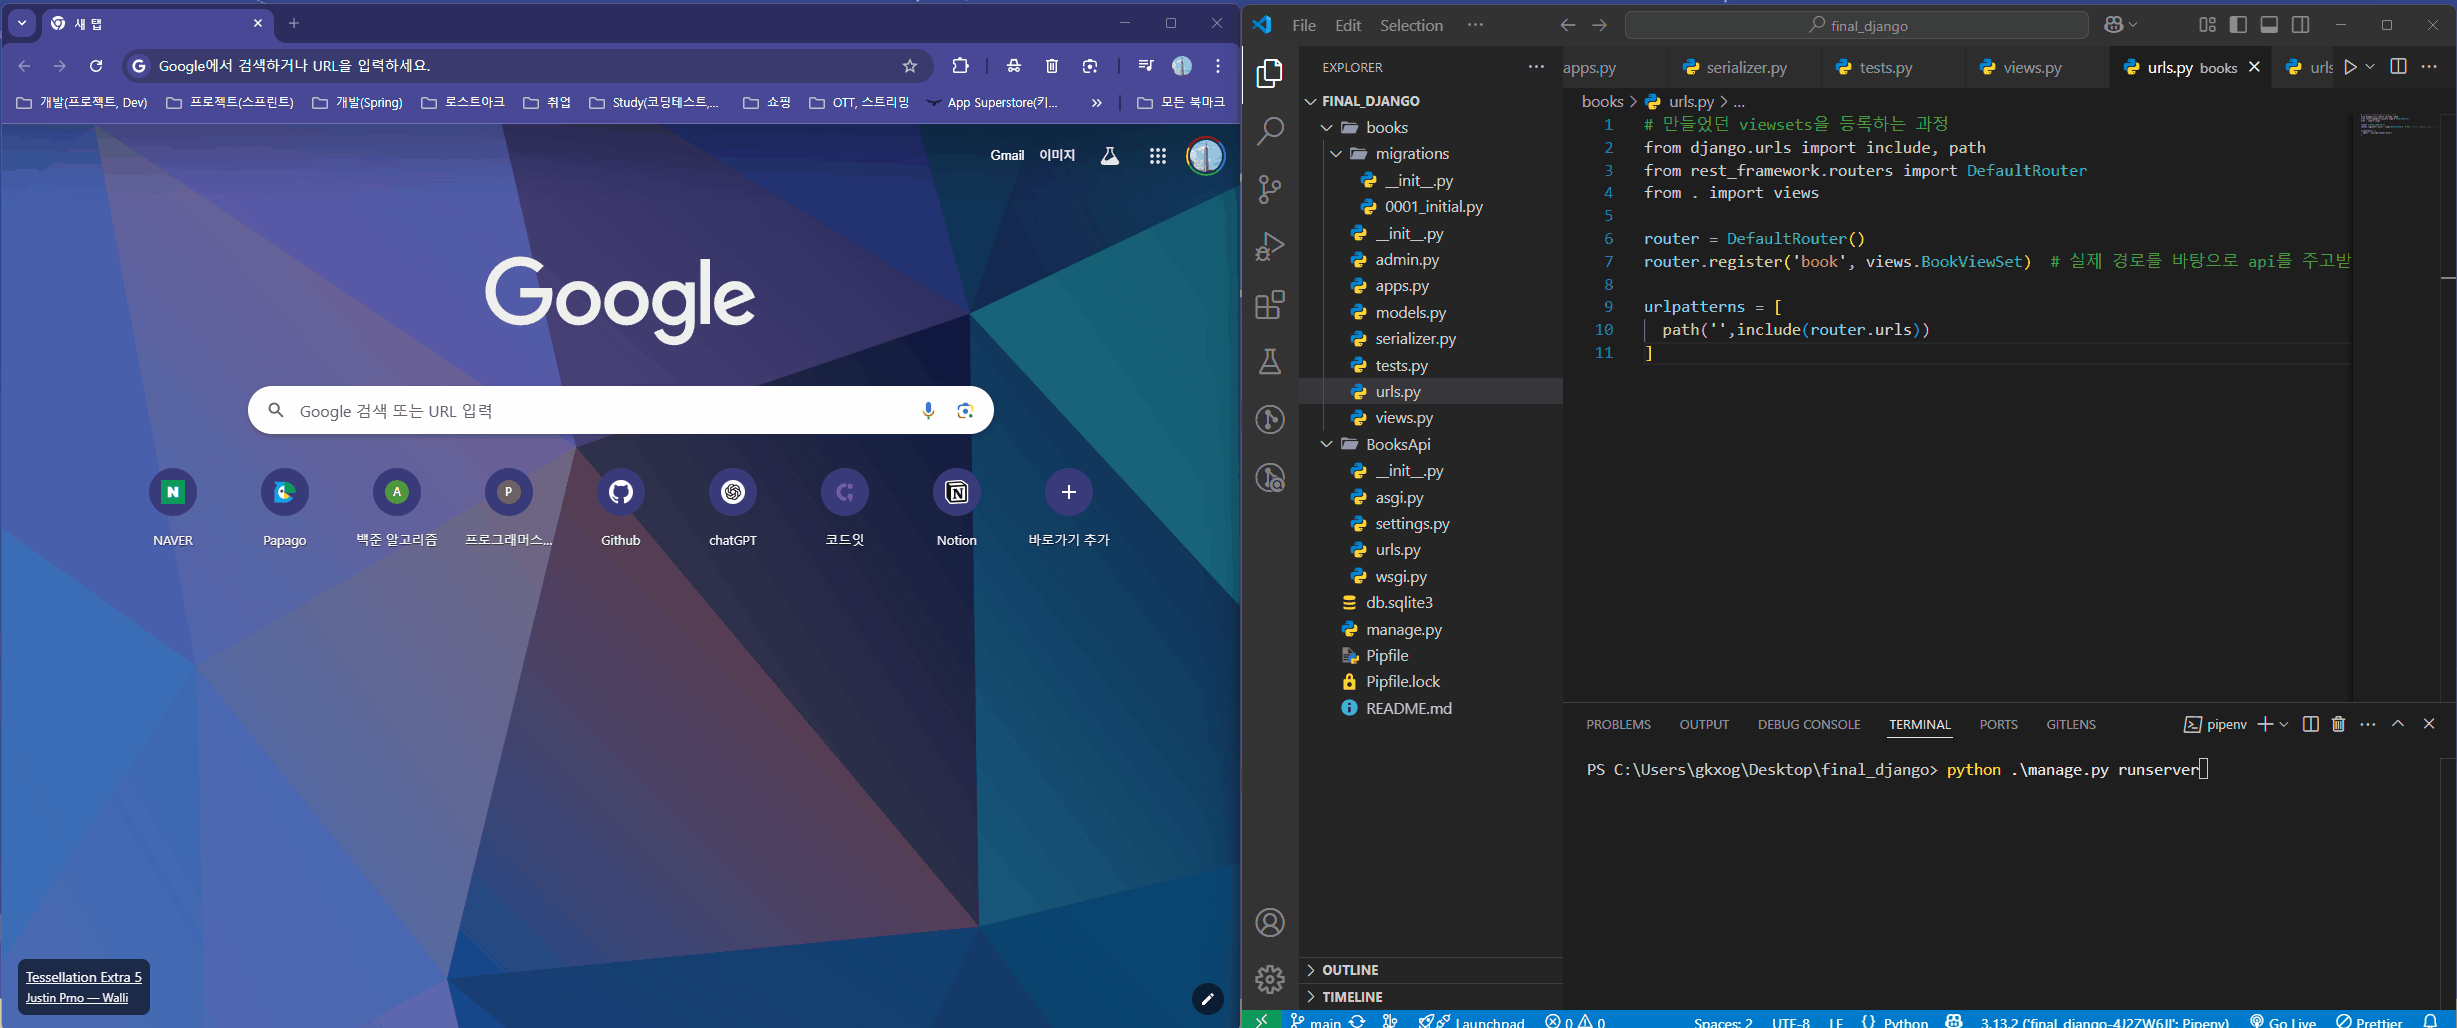 새 탭
Google에서 검색하거나 URL을 입력하세요.
개발(프로젝트, Dev) 프로젝트(스프린트) 개발(Spring) 로스트아크 취업 Study(코딩테스트,... 쇼핑 OTT, 스트리밍 App Superstore(키... » 모든 북마크
Gmail 이미지
Google
Google 검색 또는 URL 입력
NAVER Papago 백준 알고리즘 프로그래머스... Github chatGPT 코드잇 Notion 바로가기 추가
Tessellation Extra 5
Justin Prno — Walli
File Edit Selection ··· final_django
EXPLORER ···
FINAL_DJANGO
books
migrations
__init__.py
0001_initial.py
__init__.py
admin.py
apps.py
models.py
serializer.py
tests.py
urls.py
views.py
BooksApi
__init__.py
asgi.py
settings.py
urls.py
wsgi.py
db.sqlite3
manage.py
Pipfile
Pipfile.lock
README.md
OUTLINE
TIMELINE
apps.py serializer.py tests.py views.py urls.py books urls
books > urls.py > ...
1 # 만들었던 viewsets을 등록하는 과정
2 from django.urls import include, path
3 from rest_framework.routers import DefaultRouter
4 from . import views
5
6 router = DefaultRouter()
7 router.register('book', views.BookViewSet) # 실제 경로를 바탕으로 api를 주고받
8
9 urlpatterns = [
10 path('',include(router.urls))
11 ]
PROBLEMS OUTPUT DEBUG CONSOLE TERMINAL PORTS GITLENS pipenv
PS C:\Users\gkxog\Desktop\final_django> python .\manage.py runserver
main Launchpad 0 0 Spaces: 2 UTF-8 LF {} Python 3.13.2 ('final_django-4J2ZW6JI': Pipenv) Go Live Prettier